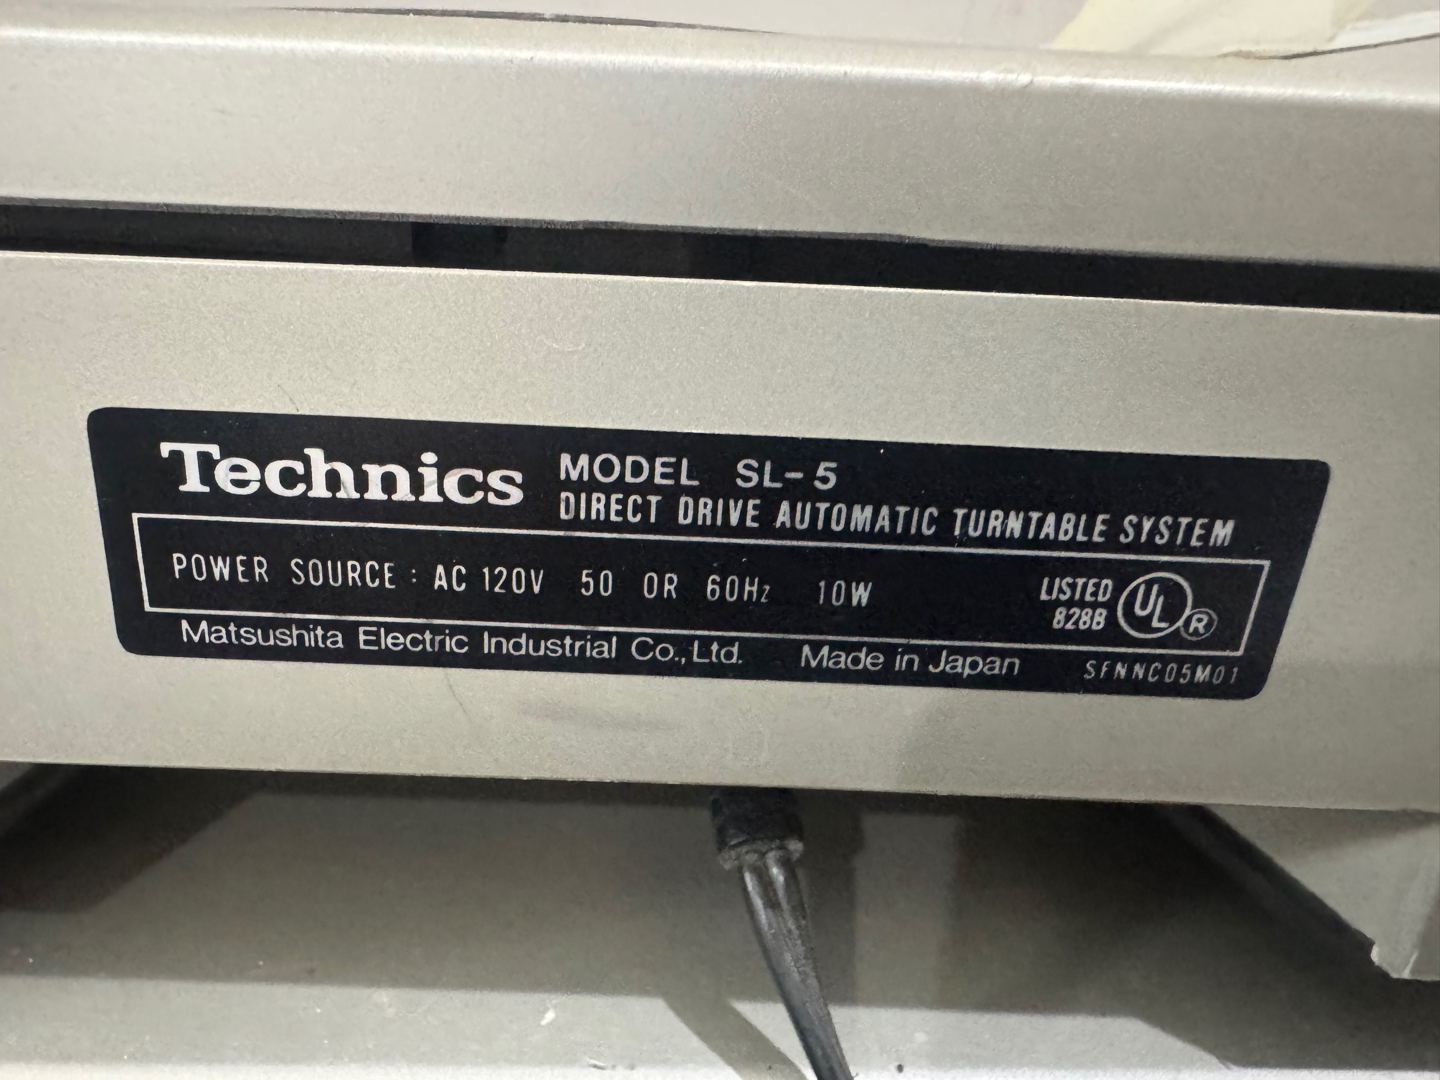 Technics MODEL SL-5
DIRECT DRIVE AUTOMATIC TURNTABLE SYSTEM
POWER SOURCE : AC 120V 50 OR 60Hz 10W
LISTED
828B
UL
R
Matsushita Electric Industrial Co., Ltd. Made in Japan SFNNC05M01